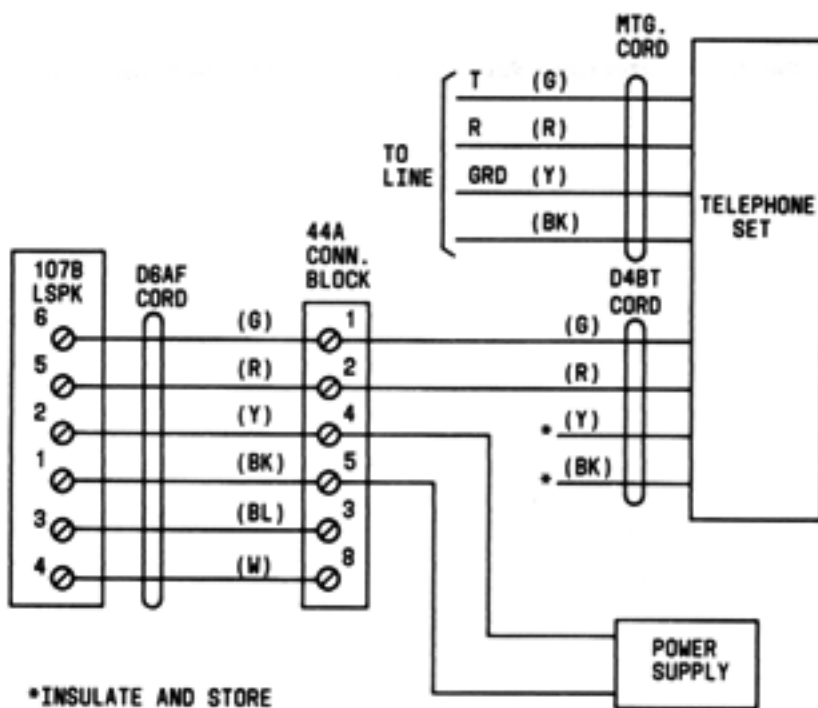 MTG.
CORD
T (G)
R (R)
TO
LINE
GRD (Y)
(BK)
TELEPHONE
SET
107B
LSPK
D6AF
CORD
44A
CONN.
BLOCK
D4BT
CORD
6 (G) 1 (G)
5 (R) 2 (R)
2 (Y) 4 * (Y)
1 (BK) 5 * (BK)
3 (BL) 3
4 (W) 8
POWER
SUPPLY
*INSULATE AND STORE